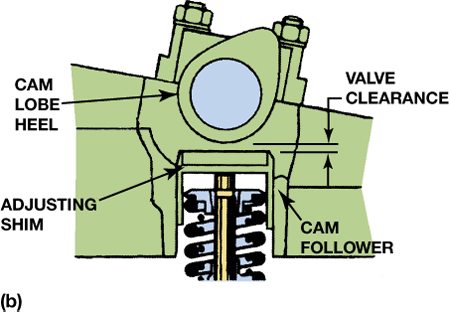 CAM
LOBE
HEEL
VALVE
CLEARANCE
ADJUSTING
SHIM
CAM
FOLLOWER
(b)